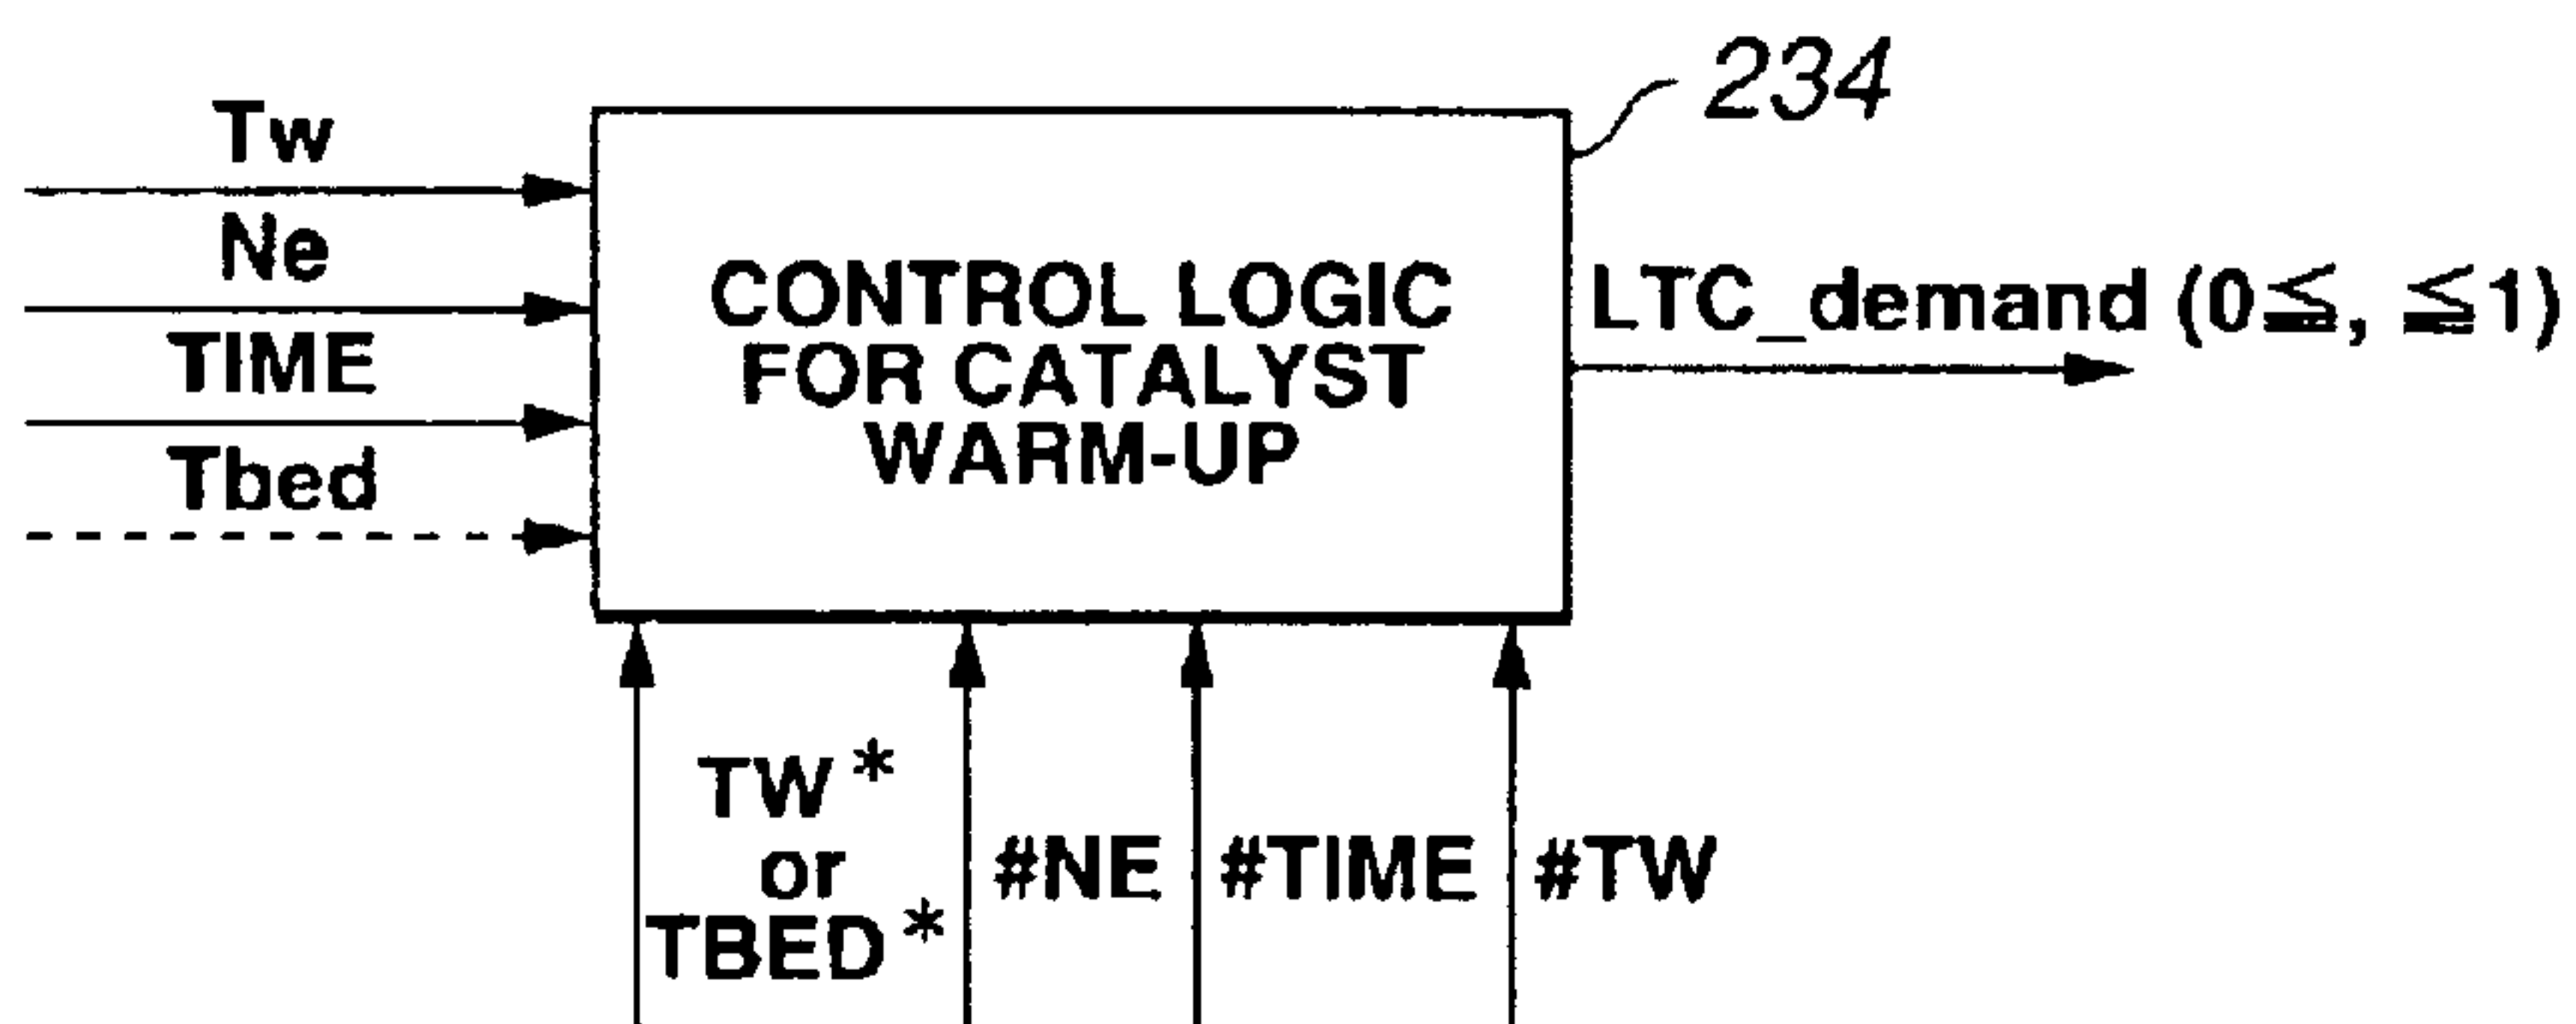 234
Tw
Ne
TIME
Tbed
CONTROL LOGIC
FOR CATALYST
WARM-UP
LTC_demand (0≦, ≦1)
TW*
or
TBED*
#NE
#TIME
#TW